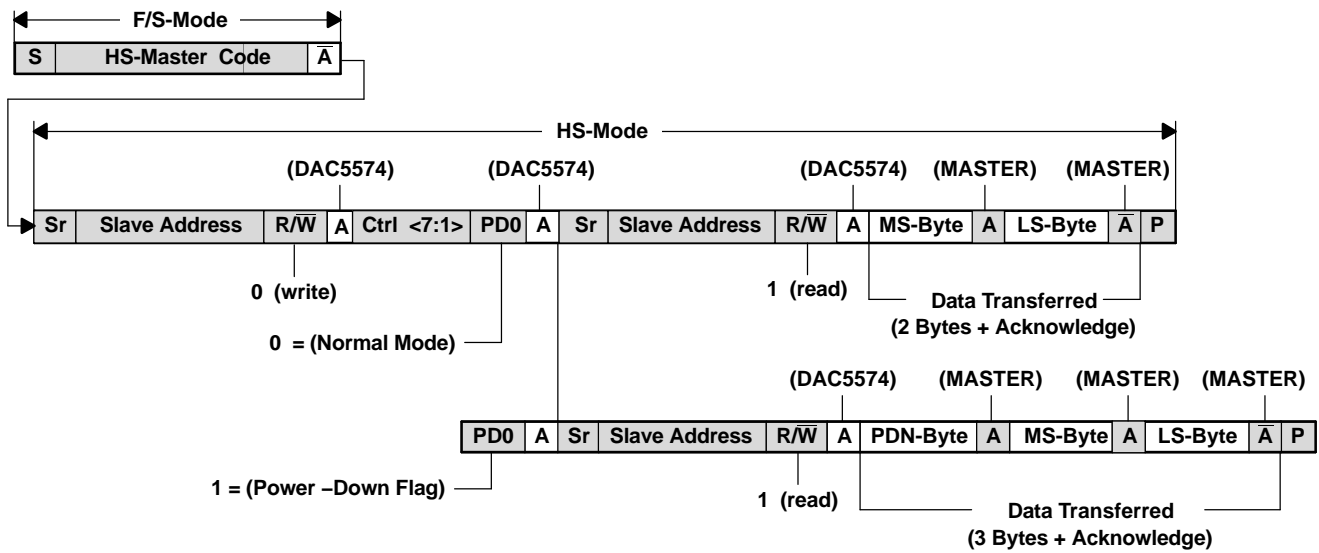 F/S-Mode
S HS-Master Code A̅
HS-Mode
(DAC5574) (DAC5574) (DAC5574) (MASTER) (MASTER)
Sr Slave Address R/W̅ A Ctrl <7:1> PD0 A Sr Slave Address R/W̅ A MS-Byte A LS-Byte A̅ P
0 (write) 1 (read) Data Transferred
(2 Bytes + Acknowledge)
0 = (Normal Mode)
(DAC5574) (MASTER) (MASTER) (MASTER)
PD0 A Sr Slave Address R/W̅ A PDN-Byte A MS-Byte A LS-Byte A̅ P
1 = (Power −Down Flag) 1 (read) Data Transferred
(3 Bytes + Acknowledge)